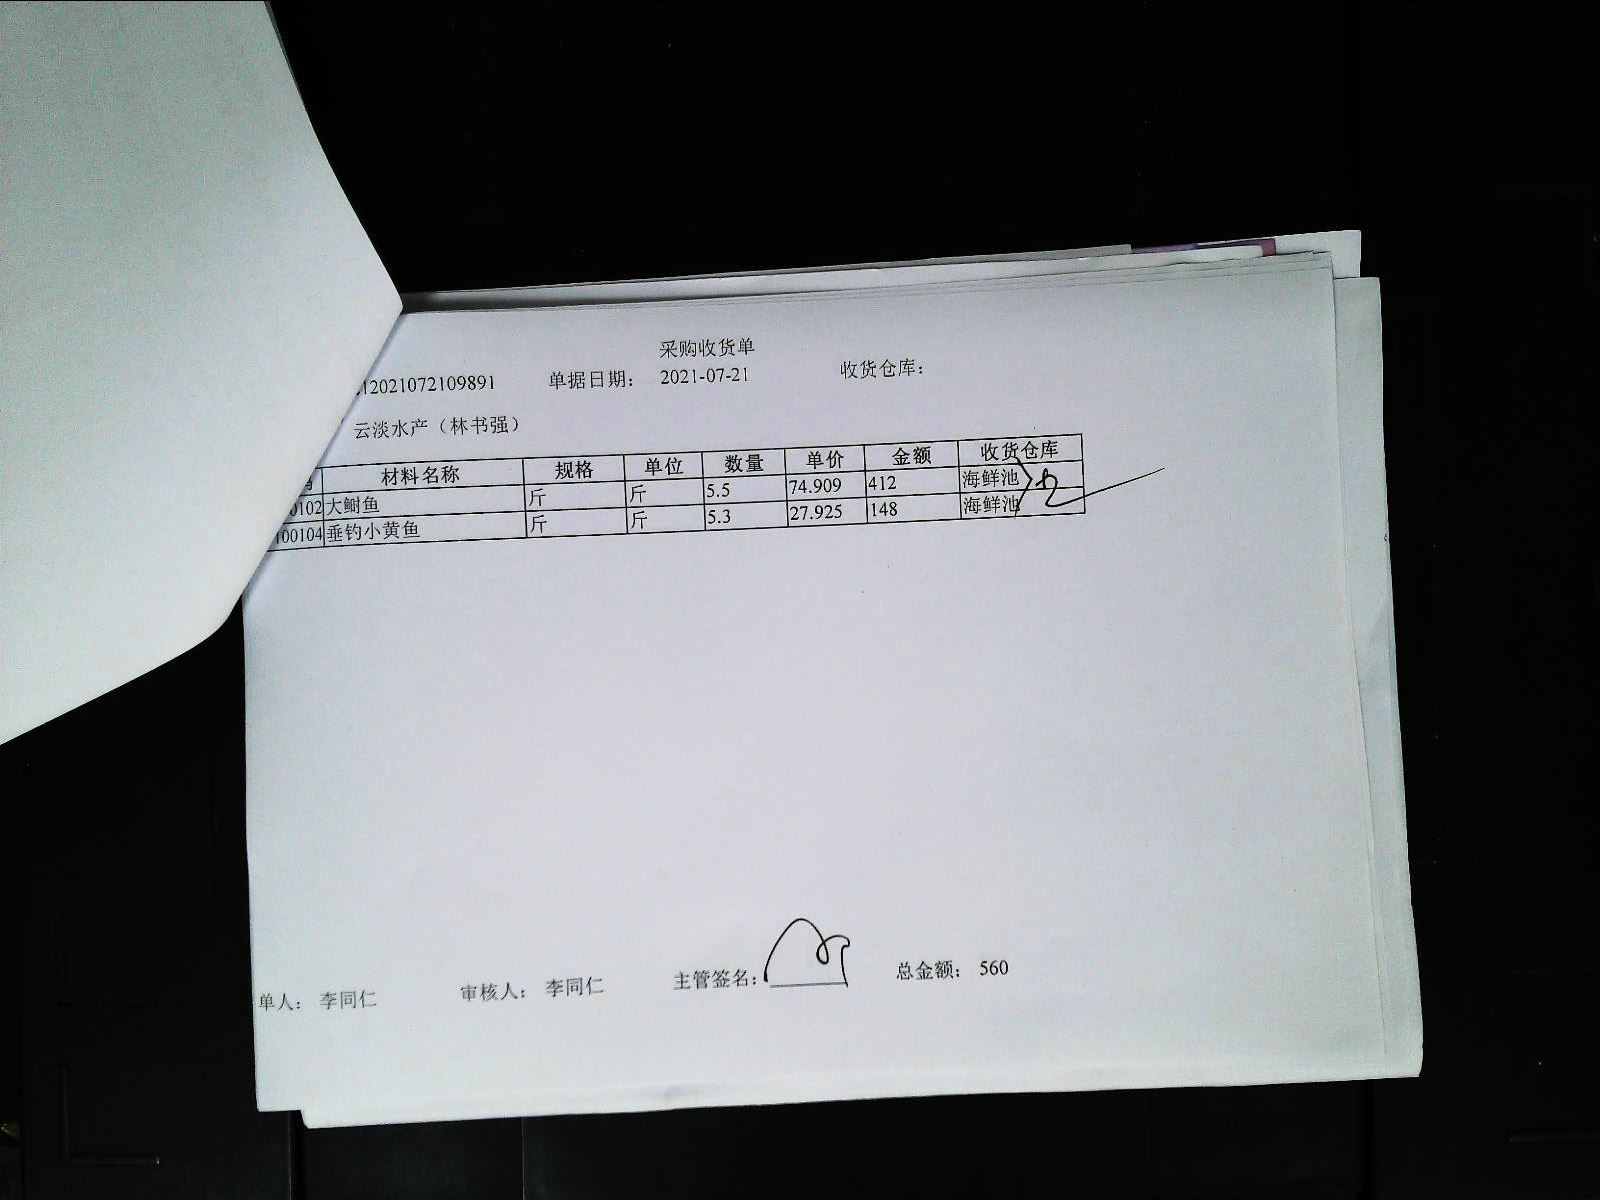 采购收货单
12021072109891 单据日期： 2021-07-21 收货仓库：
云淡水产（林书强）
材料名称 规格 单位 数量 单价 金额 收货仓库
0102 大鲥鱼 斤 斤 5.5 74.909 412 海鲜池
00104 垂钓小黄鱼 斤 斤 5.3 27.925 148 海鲜池
单人： 李同仁 审核人： 李同仁 主管签名： 总金额： 560